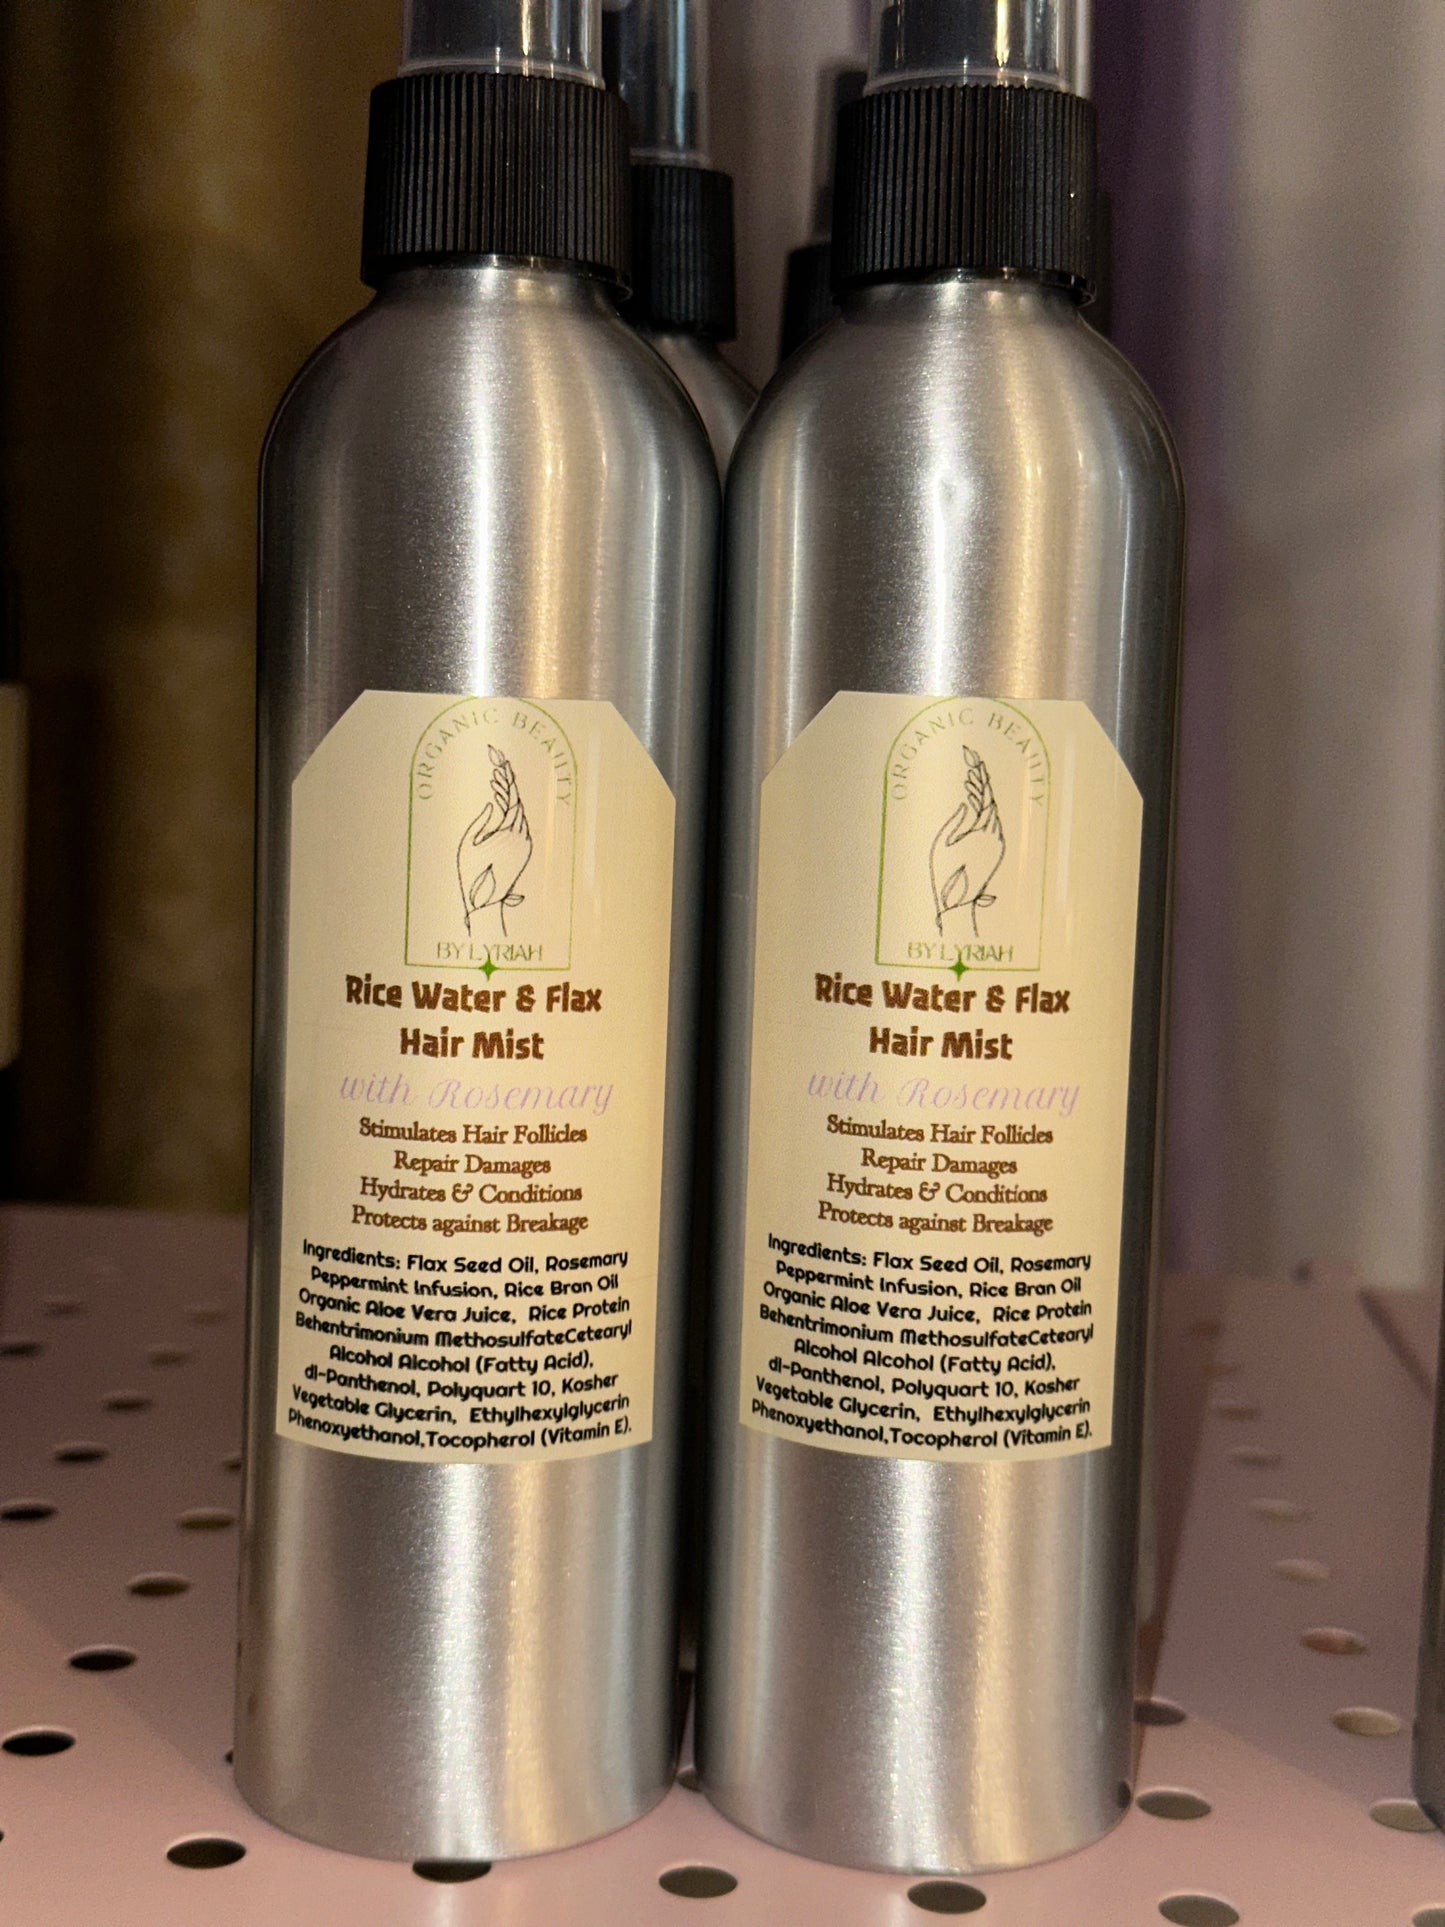 ORGANIC BEAUTY
BY LYRIAH
Rice Water & Flax
Hair Mist
with Rosemary
Stimulates Hair Follicles
Repair Damages
Hydrates & Conditions
Protects against Breakage
Ingredients: Flax Seed Oil, Rosemary
Peppermint Infusion, Rice Bran Oil
Organic Aloe Vera Juice, Rice Protein
Behentrimonium MethosulfateCetearyl
Alcohol Alcohol (Fatty Acid),
dl-Panthenol, Polyquart 10, Kosher
Vegetable Glycerin, Ethylhexylglycerin
Phenoxyethanol,Tocopherol (Vitamin E).
ORGANIC BEAUTY
BY LYRIAH
Rice Water & Flax
Hair Mist
with Rosemary
Stimulates Hair Follicles
Repair Damages
Hydrates & Conditions
Protects against Breakage
Ingredients: Flax Seed Oil, Rosemary
Peppermint Infusion, Rice Bran Oil
Organic Aloe Vera Juice, Rice Protein
Behentrimonium MethosulfateCetearyl
Alcohol Alcohol (Fatty Acid),
dl-Panthenol, Polyquart 10, Kosher
Vegetable Glycerin, Ethylhexylglycerin
Phenoxyethanol,Tocopherol (Vitamin E).